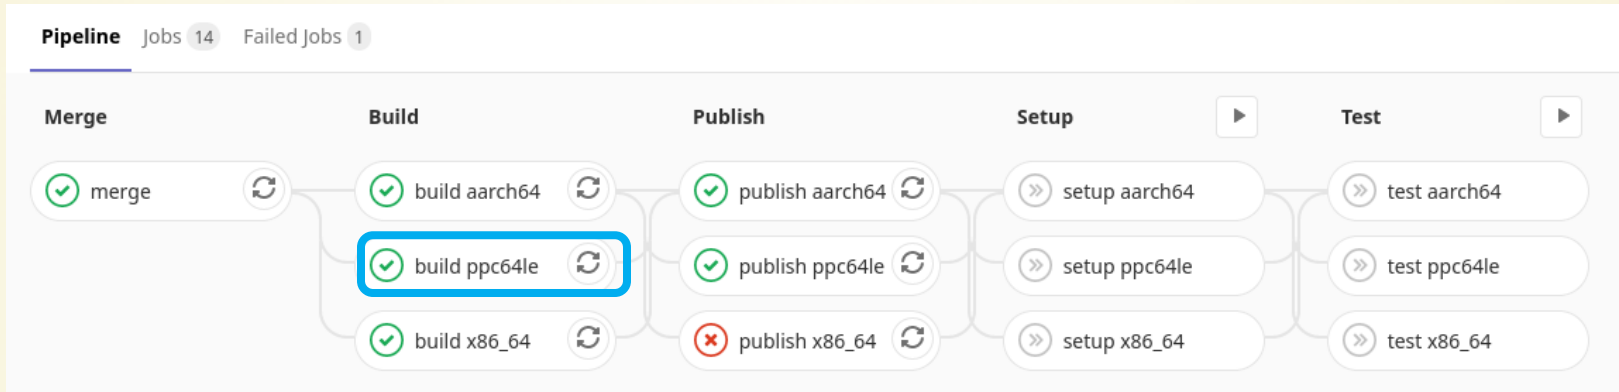 Pipeline Jobs 14 Failed Jobs 1
Merge Build Publish Setup Test
merge build aarch64 publish aarch64 setup aarch64 test aarch64
build ppc64le publish ppc64le setup ppc64le test ppc64le
build x86_64 publish x86_64 setup x86_64 test x86_64